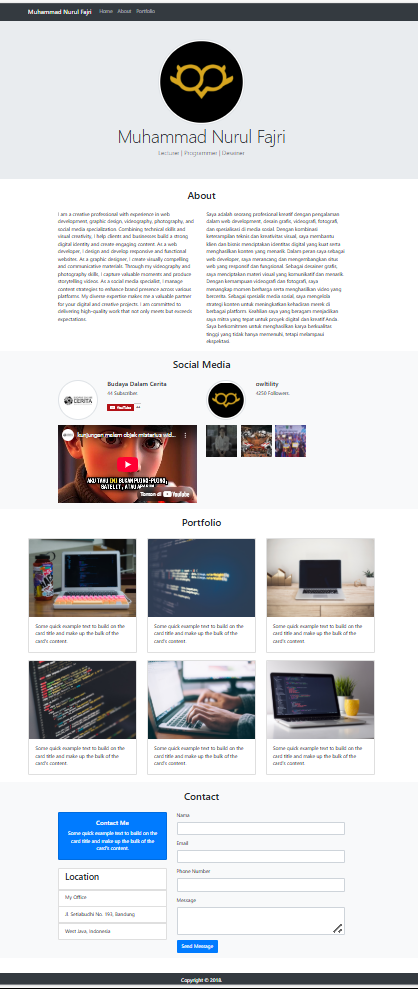 Muhammad Nurul Fajri Home About Portfolio
Muhammad Nurul Fajri
Lecturer | Programmer | Desainer
About
I am a creative professional with experience in web
development, graphic design, videography, photography, and
social media specialization. Combining technical skills and
visual creativity, I help clients and businesses build a strong
digital identity and create engaging content. As a web
developer, I design and develop responsive and functional
websites. As a graphic designer, I create visually compelling
and communicative materials. Through my videography and
photography skills, I capture valuable moments and produce
storytelling videos. As a social media specialist, I manage
content strategies to enhance brand presence across various
platforms. My diverse expertise makes me a valuable partner
for your digital and creative projects. I am committed to
delivering high-quality work that not only meets but exceeds
expectations.
Saya adalah seorang profesional kreatif dengan pengalaman
dalam web development, desain grafis, videografi, fotografi,
dan spesialisasi di media sosial. Dengan kombinasi
keterampilan teknis dan kreativitas visual, saya membantu
klien dan bisnis menciptakan identitas digital yang kuat serta
menghasilkan konten yang menarik. Dalam peran saya sebagai
web developer, saya merancang dan mengembangkan situs
web yang responsif dan fungsional. Sebagai desainer grafis,
saya menciptakan materi visual yang komunikatif dan menarik.
Dengan kemampuan videografi dan fotografi, saya
menangkap momen berharga serta menghasilkan video yang
bercerita. Sebagai spesialis media sosial, saya mengelola
strategi konten untuk meningkatkan kehadiran merek di
berbagai platform. Keahlian saya yang beragam menjadikan
saya mitra yang tepat untuk proyek digital dan kreatif Anda.
Saya berkomitmen untuk menghasilkan karya berkualitas
tinggi yang tidak hanya memenuhi, tetapi melampaui
ekspektasi.
Social Media
CERITA
Budaya Dalam Cerita
44 Subscriber
YouTube 44
owltility
4250 Followers
kunjungan malam objek misterius wid...
AKU TAHU INI BUKAN PUING-PUING,
SATELIT, ATAU
Tonton di YouTube
Portfolio
Some quick example text to build on the
card title and make up the bulk of the
card's content.
Some quick example text to build on the
card title and make up the bulk of the
card's content.
Some quick example text to build on the
card title and make up the bulk of the
card's content.
Some quick example text to build on the
card title and make up the bulk of the
card's content.
Some quick example text to build on the
card title and make up the bulk of the
card's content.
Some quick example text to build on the
card title and make up the bulk of the
card's content.
Contact
Contact Me
Some quick example text to build on the
card title and make up the bulk of the
card's content.
Location
My Office
Jl. Setiabudhi No. 193, Bandung
West Java, Indonesia
Name
Email
Phone Number
Message
Send Message
Copyright © 2018.